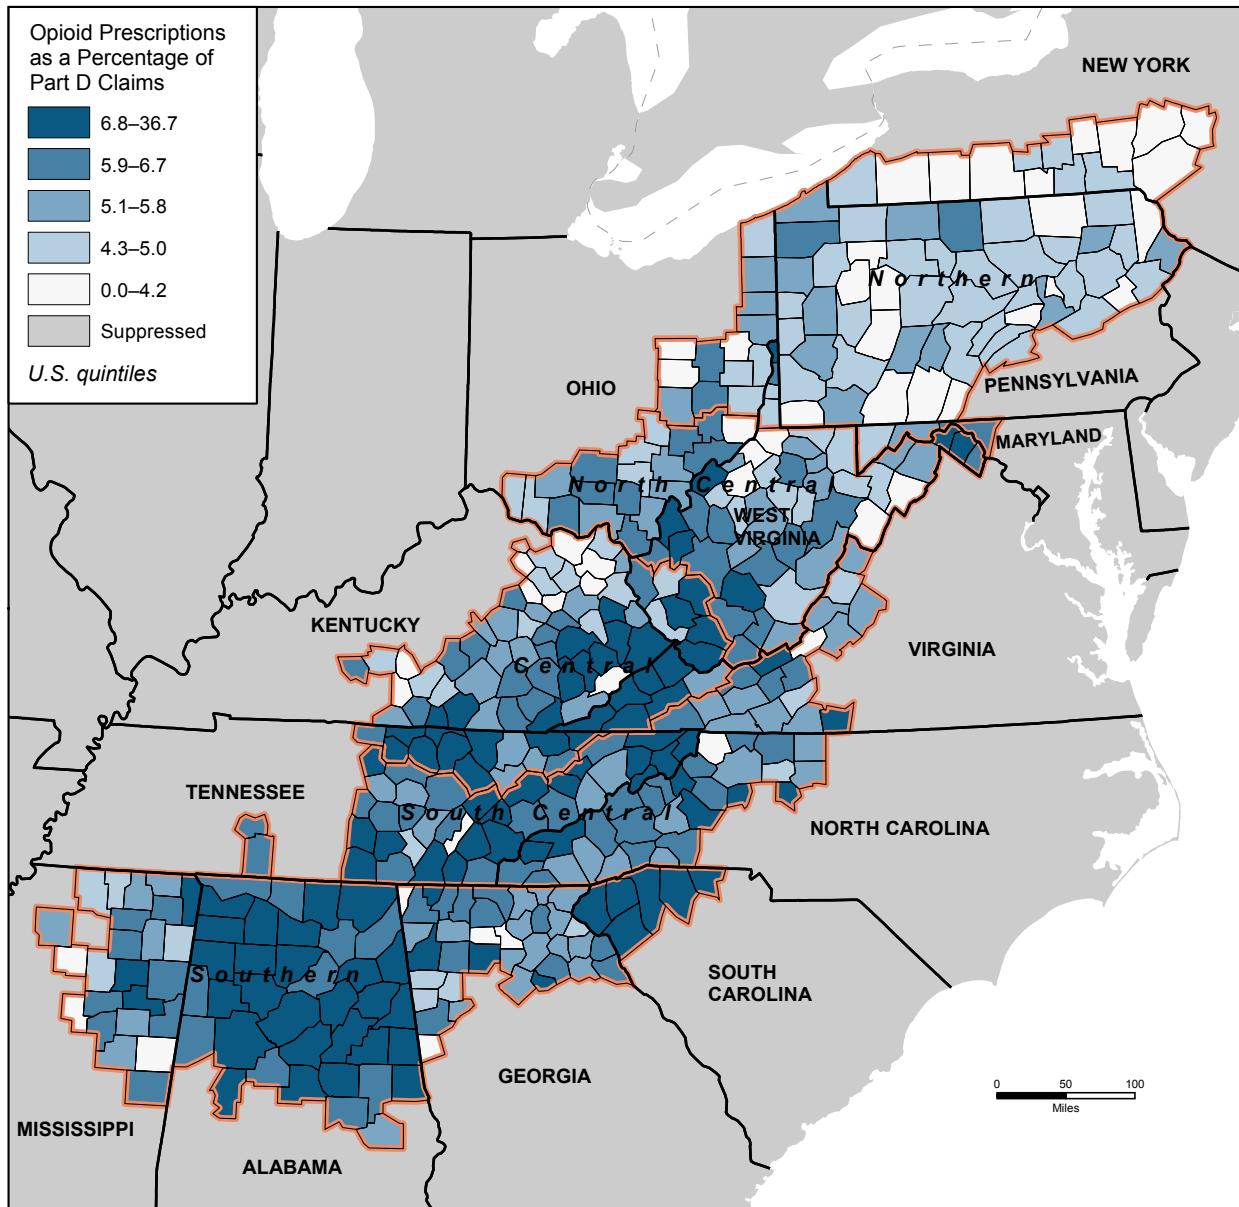 Opioid Prescriptions
as a Percentage of
Part D Claims
6.8–36.7
5.9–6.7
5.1–5.8
4.3–5.0
0.0–4.2
Suppressed
U.S. quintiles
NEW YORK
Northern
PENNSYLVANIA
OHIO
MARYLAND
North Central
WEST
VIRGINIA
KENTUCKY
VIRGINIA
Central
TENNESSEE
South Central
NORTH CAROLINA
Southern
SOUTH
CAROLINA
GEORGIA
0 50 100
Miles
MISSISSIPPI
ALABAMA